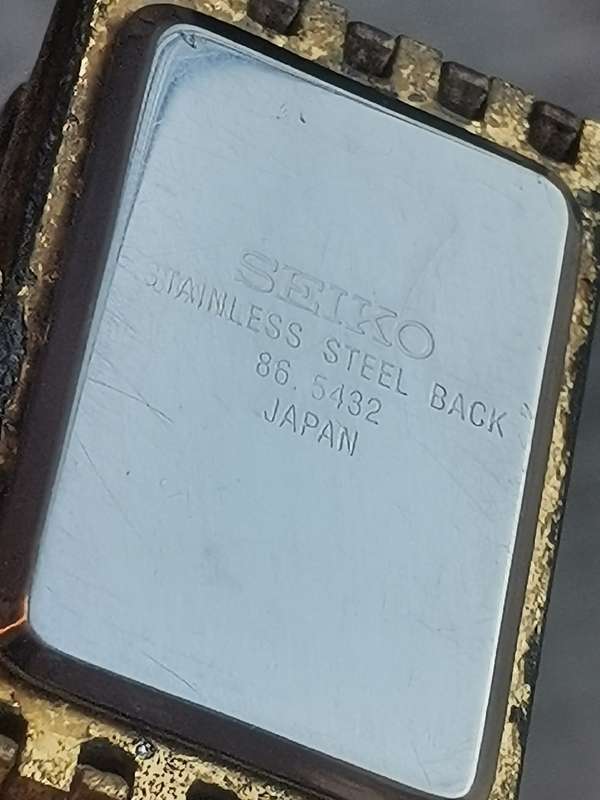 SEIKO
STAINLESS STEEL BACK
86.5432
JAPAN